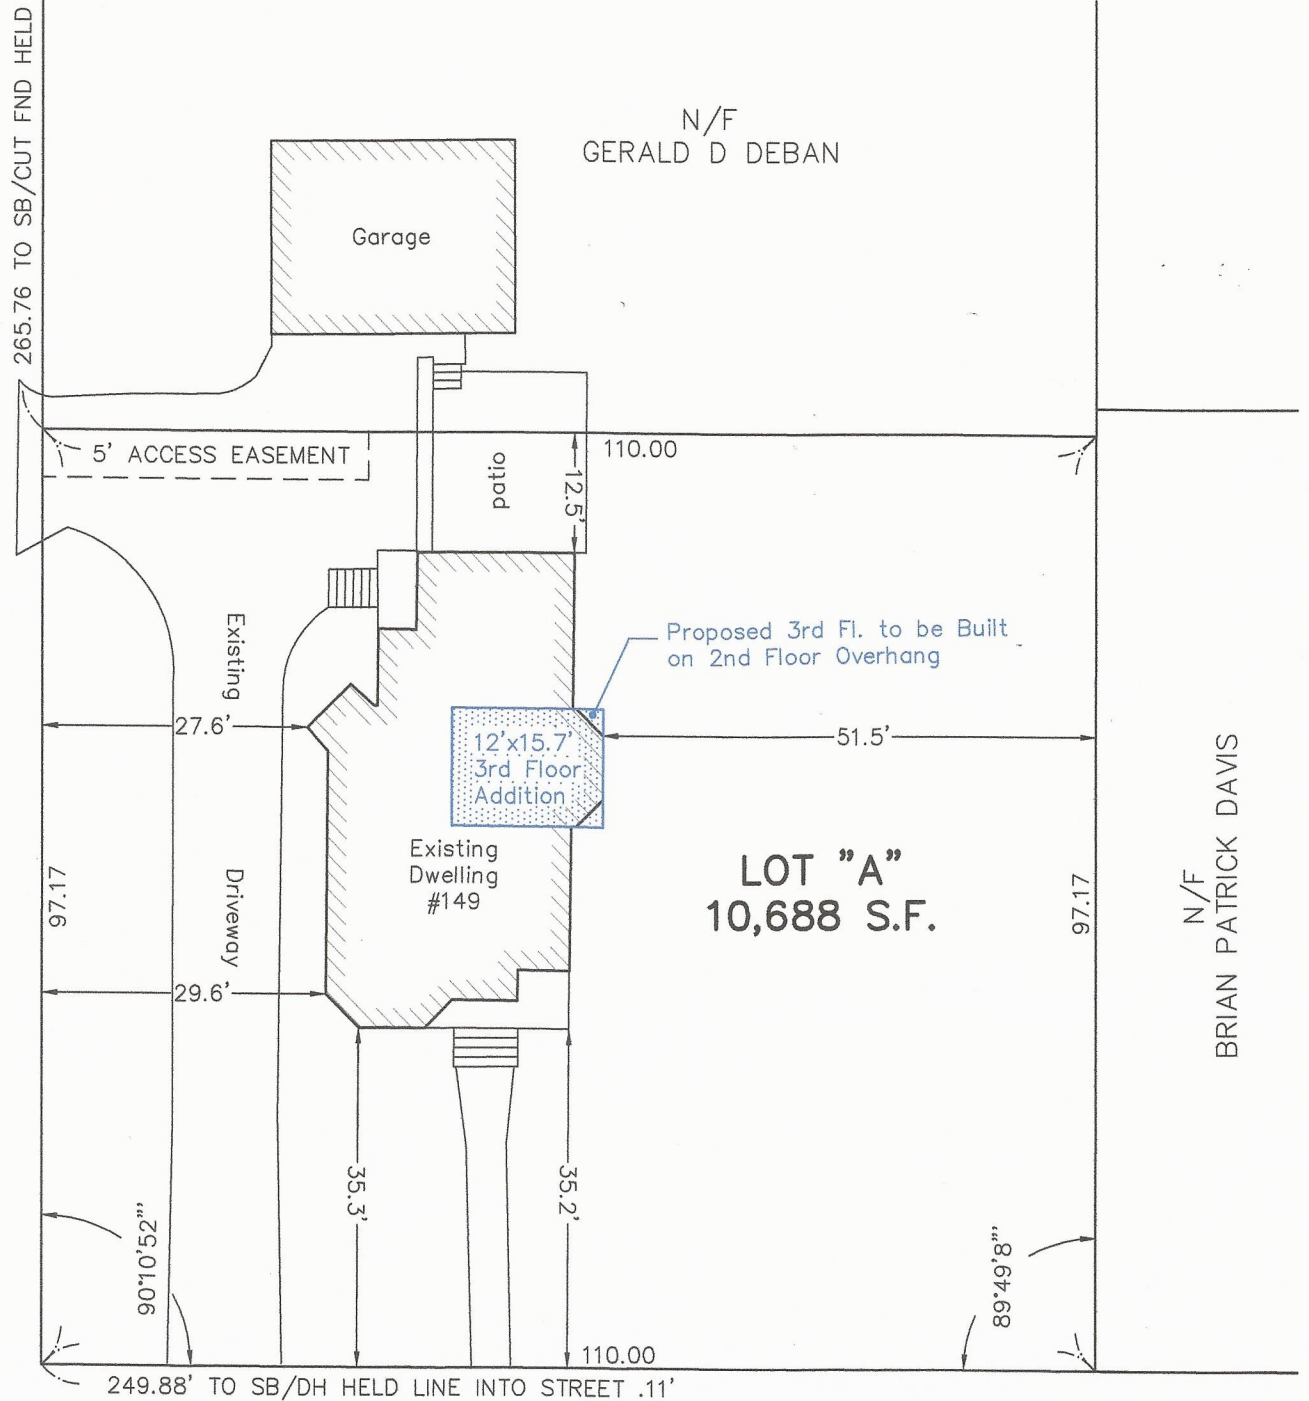 265.76 TO SB/CUT FND HELD
N/F
GERALD D DEBAN
Garage
5' ACCESS EASEMENT
110.00
patio
12.5'
Existing
Proposed 3rd Fl. to be Built
on 2nd Floor Overhang
27.6'
51.5'
12'x15.7'
3rd Floor
Addition
Existing
Dwelling
#149
LOT "A"
10,688 S.F.
97.17
Driveway
97.17
N/F
BRIAN PATRICK DAVIS
29.6'
35.3'
35.2'
90°10'52"'
89°49'8"'
110.00
249.88' TO SB/DH HELD LINE INTO STREET .11'